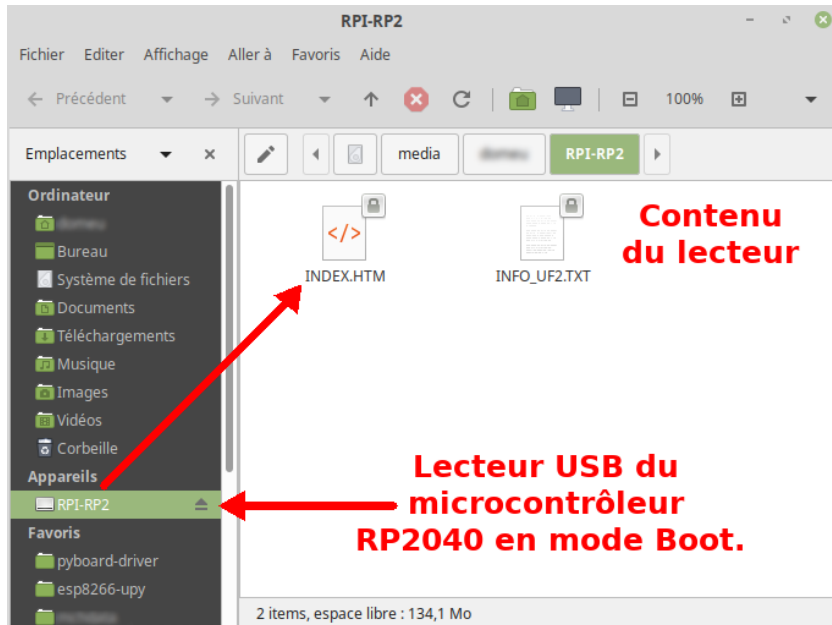 RPI-RP2
Fichier Editer Affichage Aller à Favoris Aide
Précédent Suivant 100%
Emplacements
media
RPI-RP2
Ordinateur
Bureau
Système de fichiers
Documents
Téléchargements
Musique
Images
Vidéos
Corbeille
Appareils
RPI-RP2
Favoris
pyboard-driver
esp8266-upy
INDEX.HTM
INFO_UF2.TXT
Contenu
du lecteur
Lecteur USB du
microcontrôleur
RP2040 en mode Boot.
2 items, espace libre : 134,1 Mo